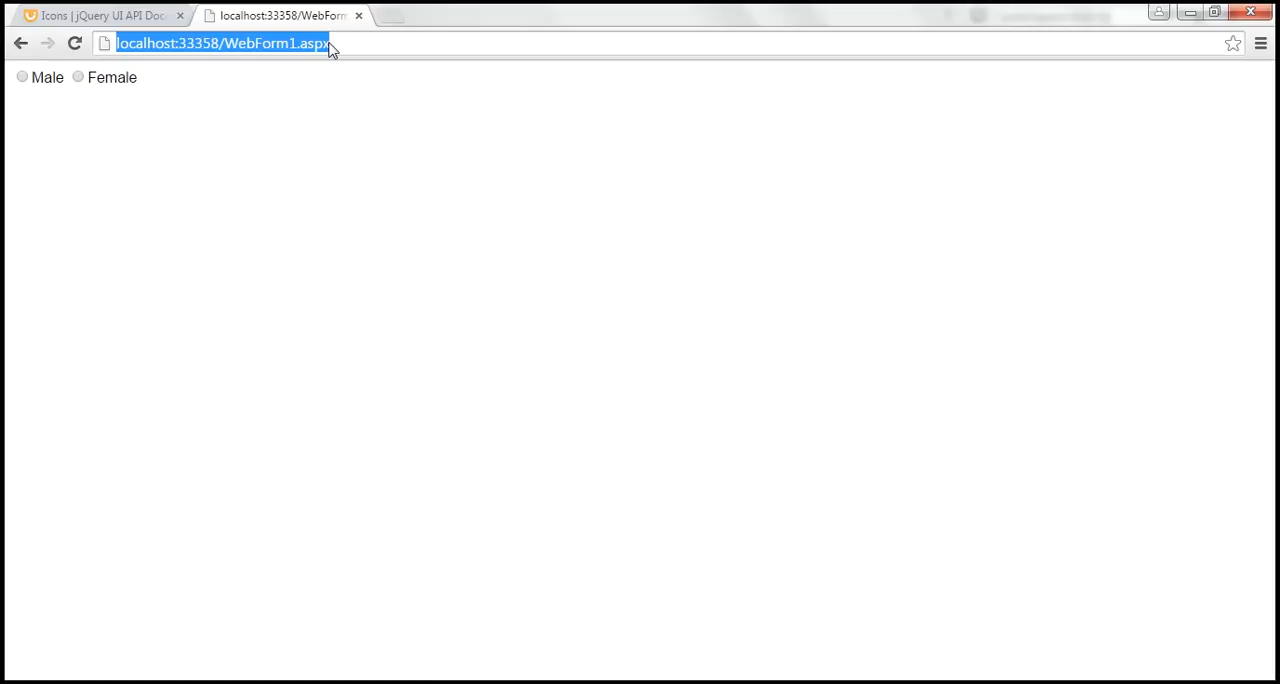 Icons | jQuery UI API Doc
localhost:33358/WebForm
localhost:33358/WebForm1.aspx
Male Female